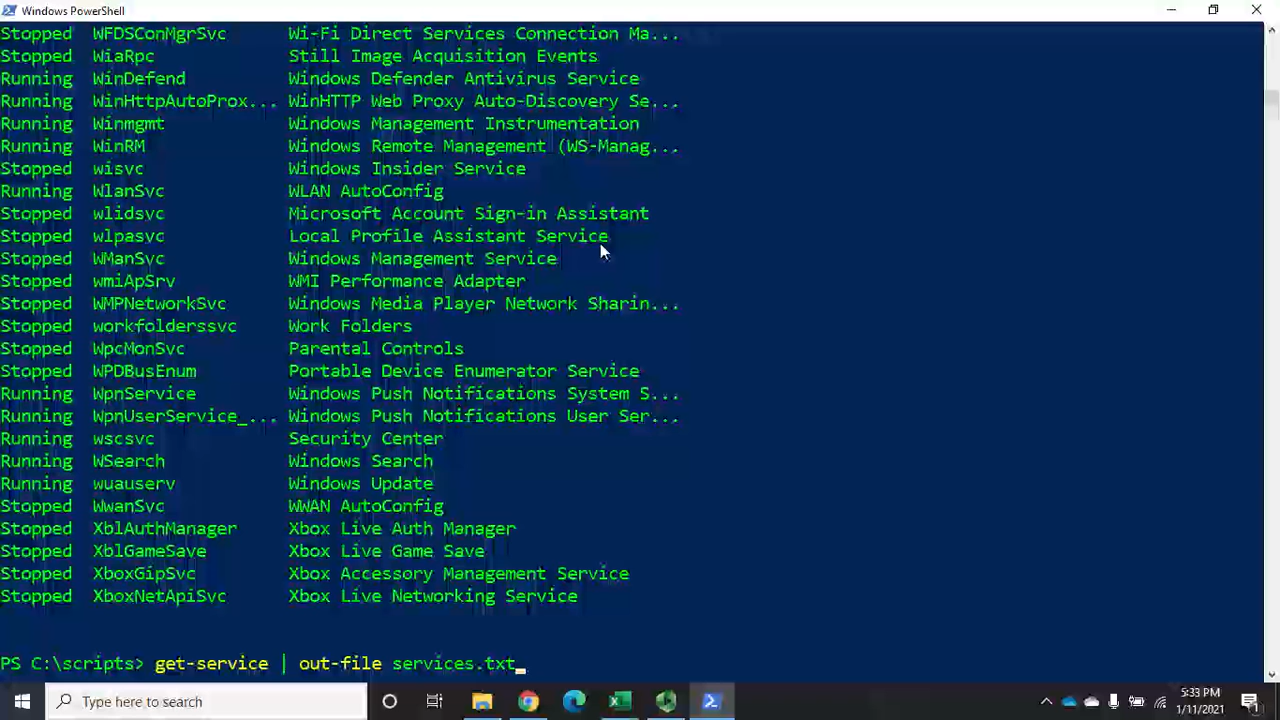 Windows PowerShell
Stopped WFDSConMgrSvc Wi-Fi Direct Services Connection Ma...
Stopped WiaRpc Still Image Acquisition Events
Running WinDefend Windows Defender Antivirus Service
Running WinHttpAutoProx... WinHTTP Web Proxy Auto-Discovery Se...
Running Winmgmt Windows Management Instrumentation
Running WinRM Windows Remote Management (WS-Manag...
Stopped wisvc Windows Insider Service
Running WlanSvc WLAN AutoConfig
Stopped wlidsvc Microsoft Account Sign-in Assistant
Stopped wlpasvc Local Profile Assistant Service
Stopped WManSvc Windows Management Service
Stopped wmiApSrv WMI Performance Adapter
Stopped WMPNetworkSvc Windows Media Player Network Sharin...
Stopped workfolderssvc Work Folders
Stopped WpcMonSvc Parental Controls
Stopped WPDBusEnum Portable Device Enumerator Service
Running WpnService Windows Push Notifications System S...
Running WpnUserService_... Windows Push Notifications User Ser...
Running wscsvc Security Center
Running WSearch Windows Search
Running wuauserv Windows Update
Stopped WwanSvc WWAN AutoConfig
Stopped XblAuthManager Xbox Live Auth Manager
Stopped XblGameSave Xbox Live Game Save
Stopped XboxGipSvc Xbox Accessory Management Service
Stopped XboxNetApiSvc Xbox Live Networking Service
PS C:\scripts> get-service | out-file services.txt_
Type here to search
5:33 PM
1/11/2021